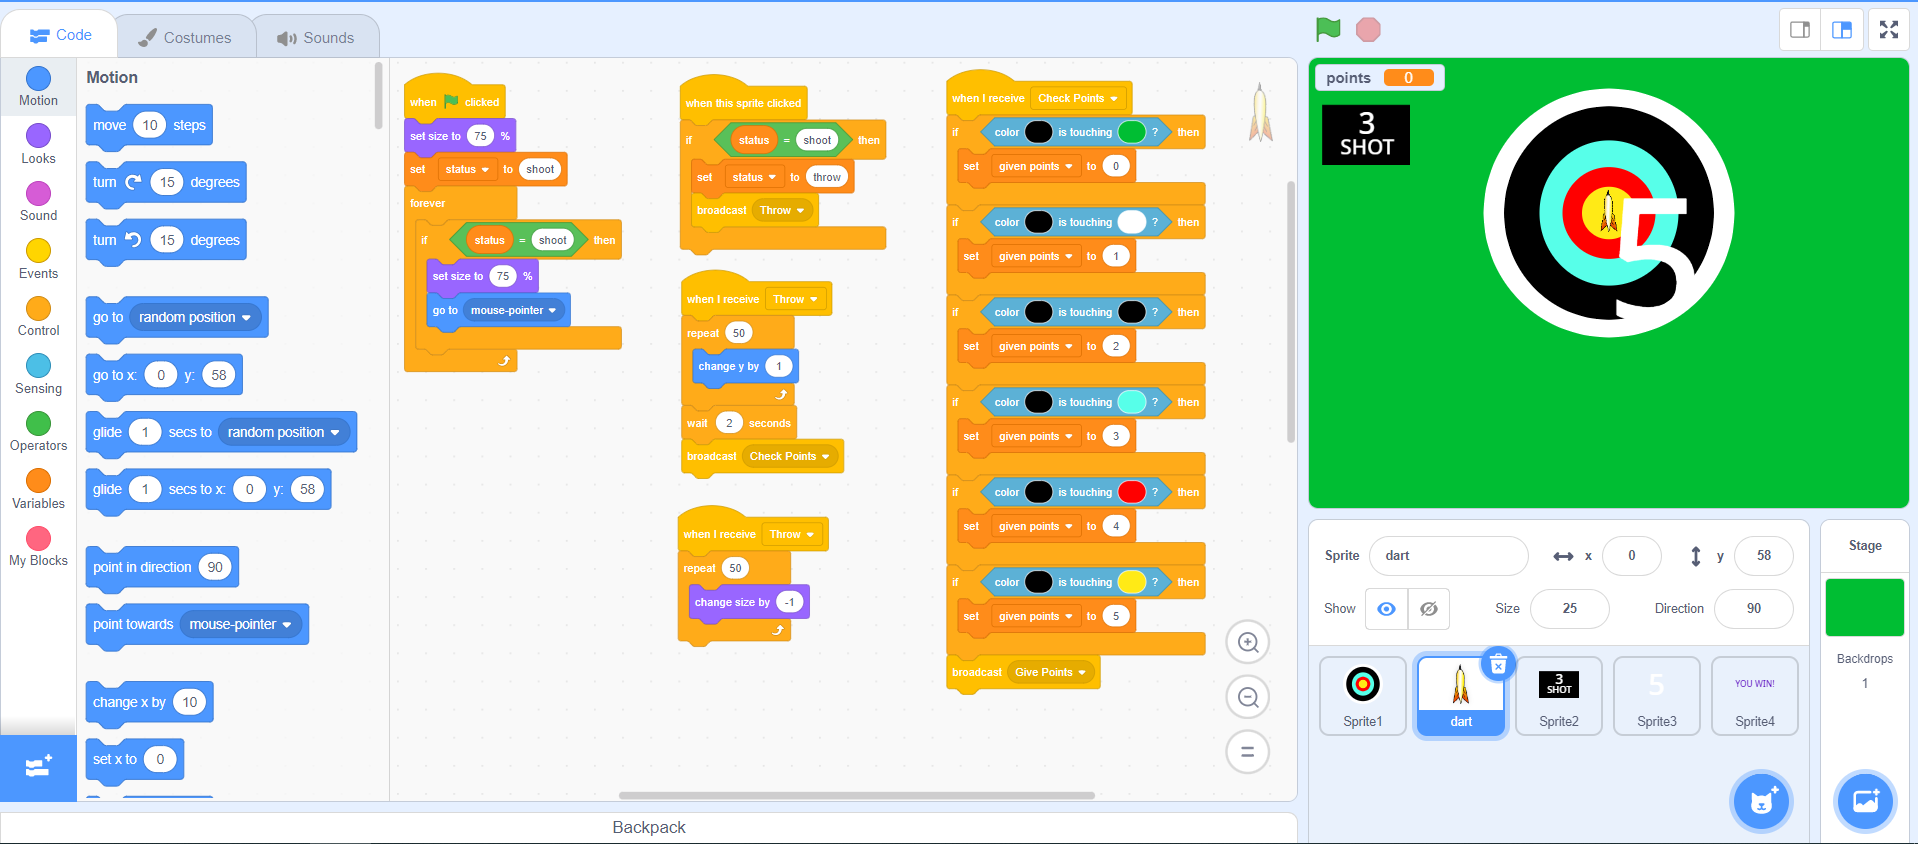 Code
Costumes
Sounds
Motion
Looks
Sound
Events
Control
Sensing
Operators
Variables
My Blocks
Motion
move 10 steps
turn 15 degrees
turn 15 degrees
go to random position
go to x: 0 y: 58
glide 1 secs to random position
glide 1 secs to x: 0 y: 58
point in direction 90
point towards mouse-pointer
change x by 10
set x to 0
when clicked
set size to 75 %
set status to shoot
forever
if status = shoot then
set size to 75 %
go to mouse-pointer
when this sprite clicked
if status = shoot then
set status to throw
broadcast Throw
when I receive Throw
repeat 50
change y by 1
wait 2 seconds
broadcast Check Points
when I receive Throw
repeat 50
change size by -1
when I receive Check Points
if color is touching ? then
set given points to 0
if color is touching ? then
set given points to 1
if color is touching ? then
set given points to 2
if color is touching ? then
set given points to 3
if color is touching ? then
set given points to 4
if color is touching ? then
set given points to 5
broadcast Give Points
Backpack
points 0
3
SHOT
5
Sprite dart x 0 y 58
Show Size 25 Direction 90
Sprite1
dart
3
SHOT
Sprite2
5
Sprite3
YOU WIN!
Sprite4
Stage
Backdrops
1